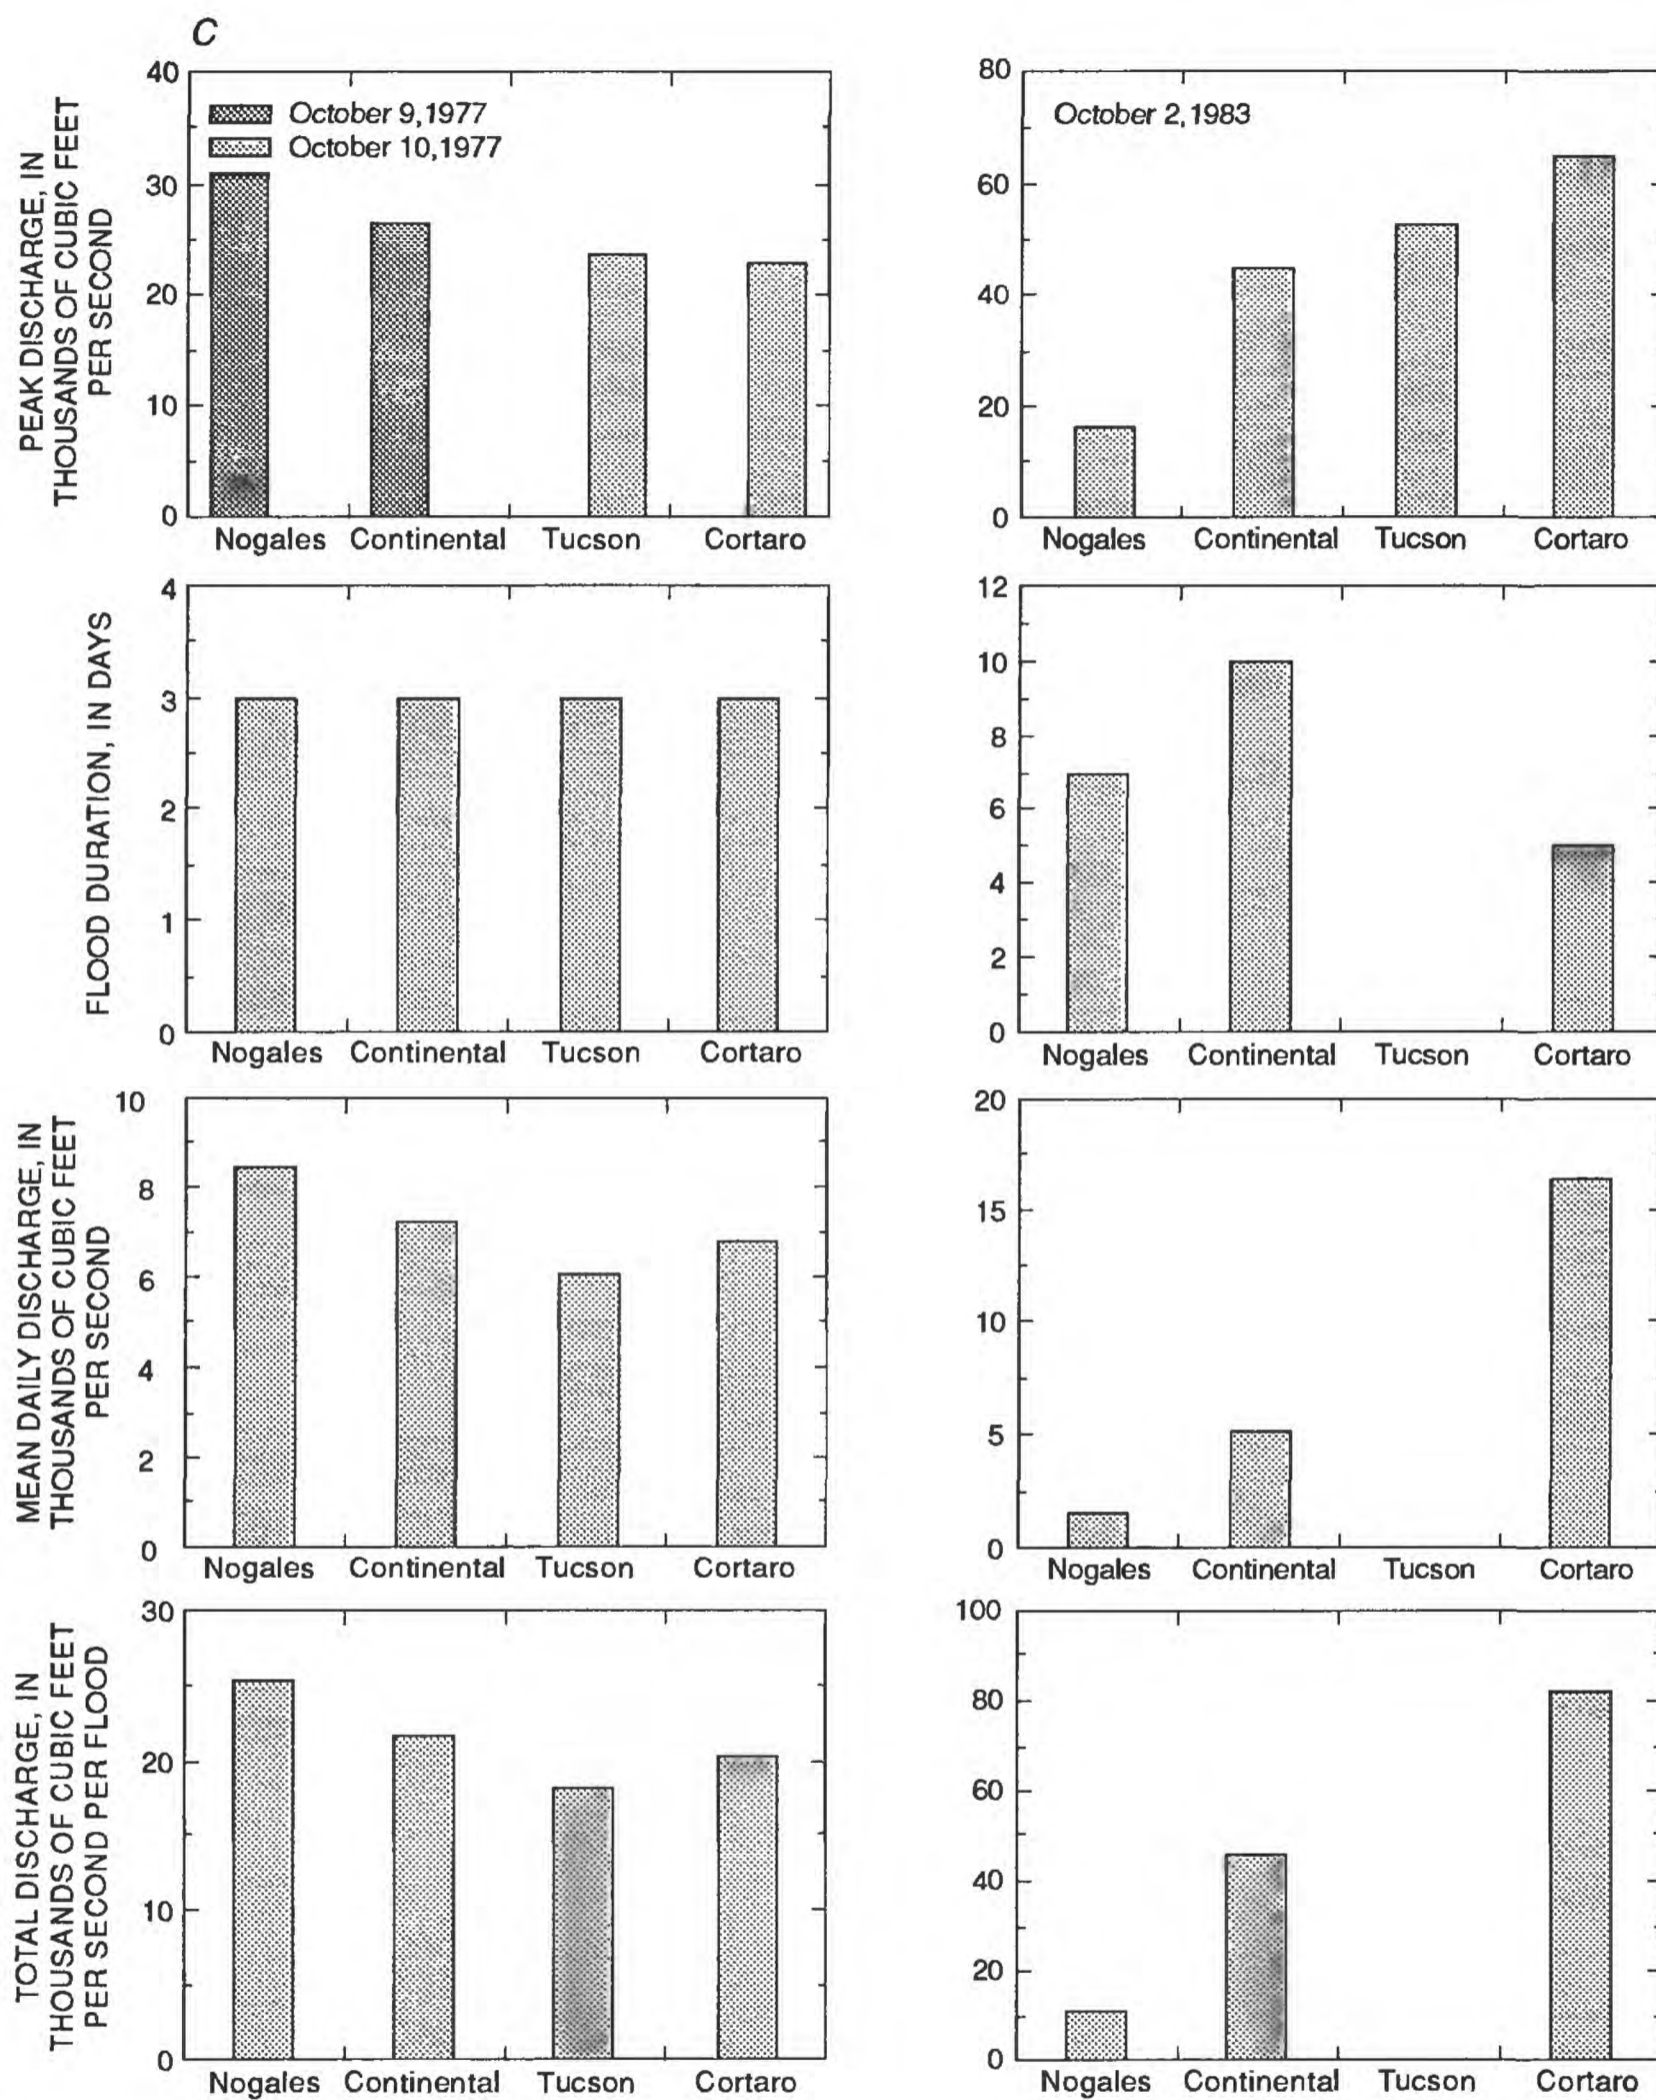 C
PEAK DISCHARGE, IN
THOUSANDS OF CUBIC FEET
PER SECOND
40
30
20
10
0
October 9,1977
October 10,1977
Nogales Continental Tucson Cortaro
80
60
40
20
0
October 2,1983
Nogales Continental Tucson Cortaro
FLOOD DURATION, IN DAYS
4
3
2
1
0
Nogales Continental Tucson Cortaro
12
10
8
6
4
2
0
Nogales Continental Tucson Cortaro
MEAN DAILY DISCHARGE, IN
THOUSANDS OF CUBIC FEET
PER SECOND
10
8
6
4
2
0
Nogales Continental Tucson Cortaro
20
15
10
5
0
Nogales Continental Tucson Cortaro
TOTAL DISCHARGE, IN
THOUSANDS OF CUBIC FEET
PER SECOND PER FLOOD
30
20
10
0
Nogales Continental Tucson Cortaro
100
80
60
40
20
0
Nogales Continental Tucson Cortaro